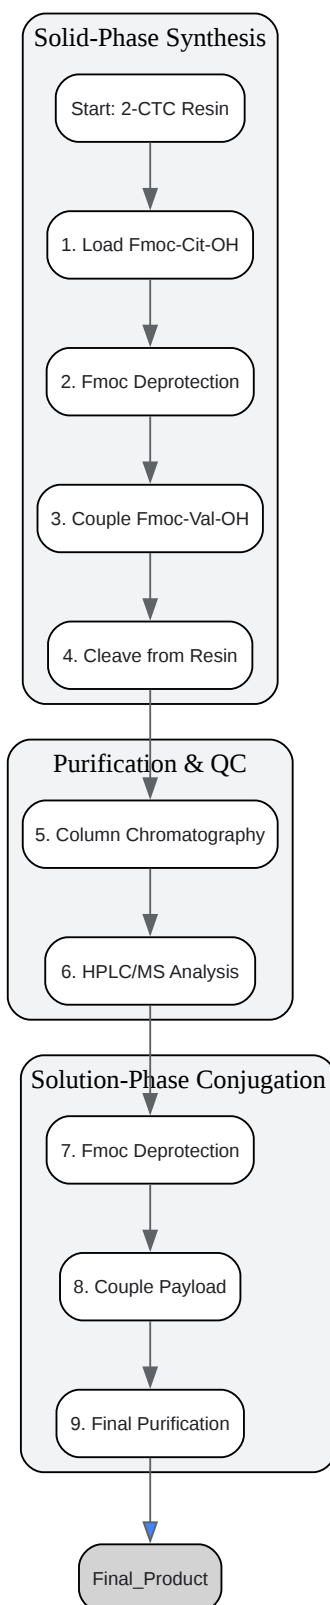 Solid-Phase Synthesis
Start: 2-CTC Resin
1. Load Fmoc-Cit-OH
2. Fmoc Deprotection
3. Couple Fmoc-Val-OH
4. Cleave from Resin
Purification & QC
5. Column Chromatography
6. HPLC/MS Analysis
Solution-Phase Conjugation
7. Fmoc Deprotection
8. Couple Payload
9. Final Purification
Final_Product